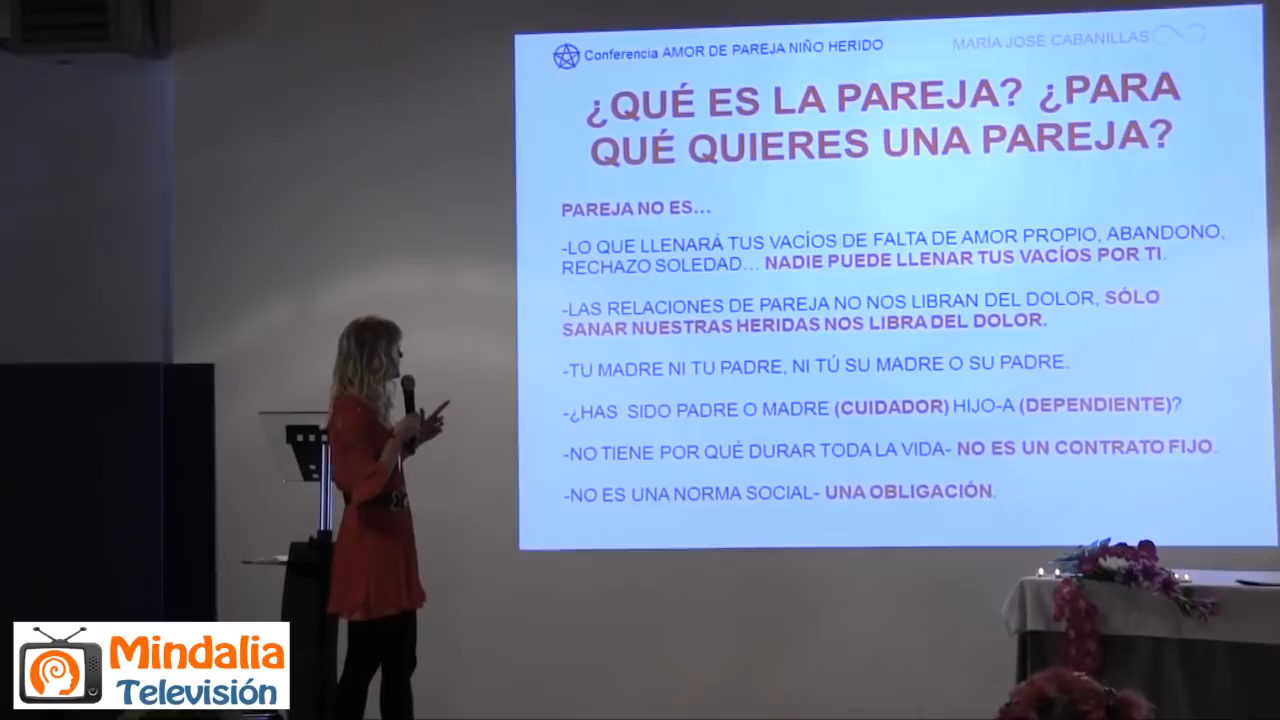 Conferencia AMOR DE PAREJA NIÑO HERIDO
MARÍA JOSÉ CABANILLAS
¿QUÉ ES LA PAREJA? ¿PARA
QUÉ QUIERES UNA PAREJA?
PAREJA NO ES...
-LO QUE LLENARÁ TUS VACÍOS DE FALTA DE AMOR PROPIO, ABANDONO,
RECHAZO SOLEDAD... NADIE PUEDE LLENAR TUS VACÍOS POR TI.
-LAS RELACIONES DE PAREJA NO NOS LIBRAN DEL DOLOR, SÓLO
SANAR NUESTRAS HERIDAS NOS LIBRA DEL DOLOR.
-TU MADRE NI TU PADRE, NI TÚ SU MADRE O SU PADRE.
-¿HAS SIDO PADRE O MADRE (CUIDADOR) HIJO-A (DEPENDIENTE)?
-NO TIENE POR QUÉ DURAR TODA LA VIDA- NO ES UN CONTRATO FIJO.
-NO ES UNA NORMA SOCIAL- UNA OBLIGACIÓN.
Mindalia
Televisión